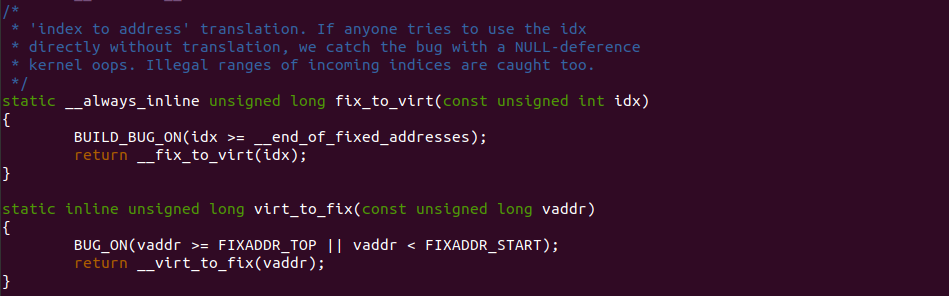 /*
 * 'index to address' translation. If anyone tries to use the idx
 * directly without translation, we catch the bug with a NULL-deference
 * kernel oops. Illegal ranges of incoming indices are caught too.
 */
static __always_inline unsigned long fix_to_virt(const unsigned int idx)
{
        BUILD_BUG_ON(idx >= __end_of_fixed_addresses);
        return __fix_to_virt(idx);
}

static inline unsigned long virt_to_fix(const unsigned long vaddr)
{
        BUG_ON(vaddr >= FIXADDR_TOP || vaddr < FIXADDR_START);
        return __virt_to_fix(vaddr);
}